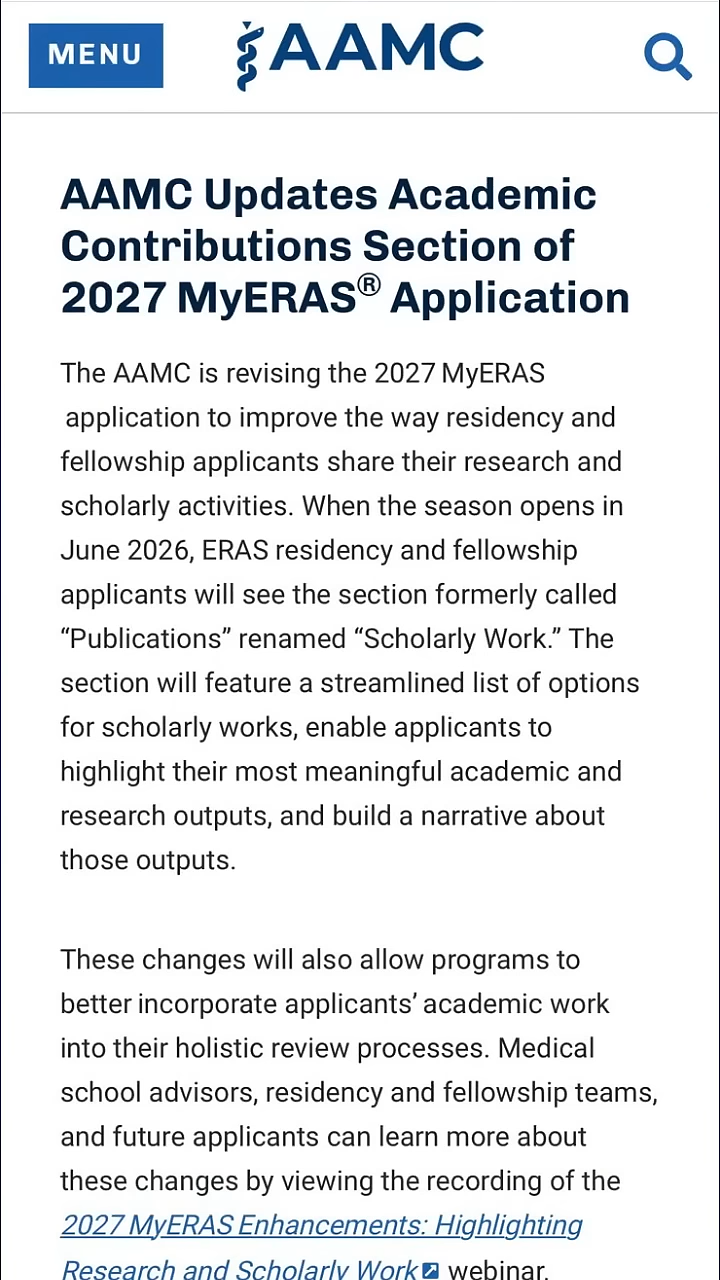 MENU
AAMC
AAMC Updates Academic
Contributions Section of
2027 MyERAS® Application
The AAMC is revising the 2027 MyERAS
application to improve the way residency and
fellowship applicants share their research and
scholarly activities. When the season opens in
June 2026, ERAS residency and fellowship
applicants will see the section formerly called
“Publications” renamed “Scholarly Work.” The
section will feature a streamlined list of options
for scholarly works, enable applicants to
highlight their most meaningful academic and
research outputs, and build a narrative about
those outputs.
These changes will also allow programs to
better incorporate applicants’ academic work
into their holistic review processes. Medical
school advisors, residency and fellowship teams,
and future applicants can learn more about
these changes by viewing the recording of the
2027 MyERAS Enhancements: Highlighting
Research and Scholarly Work webinar.